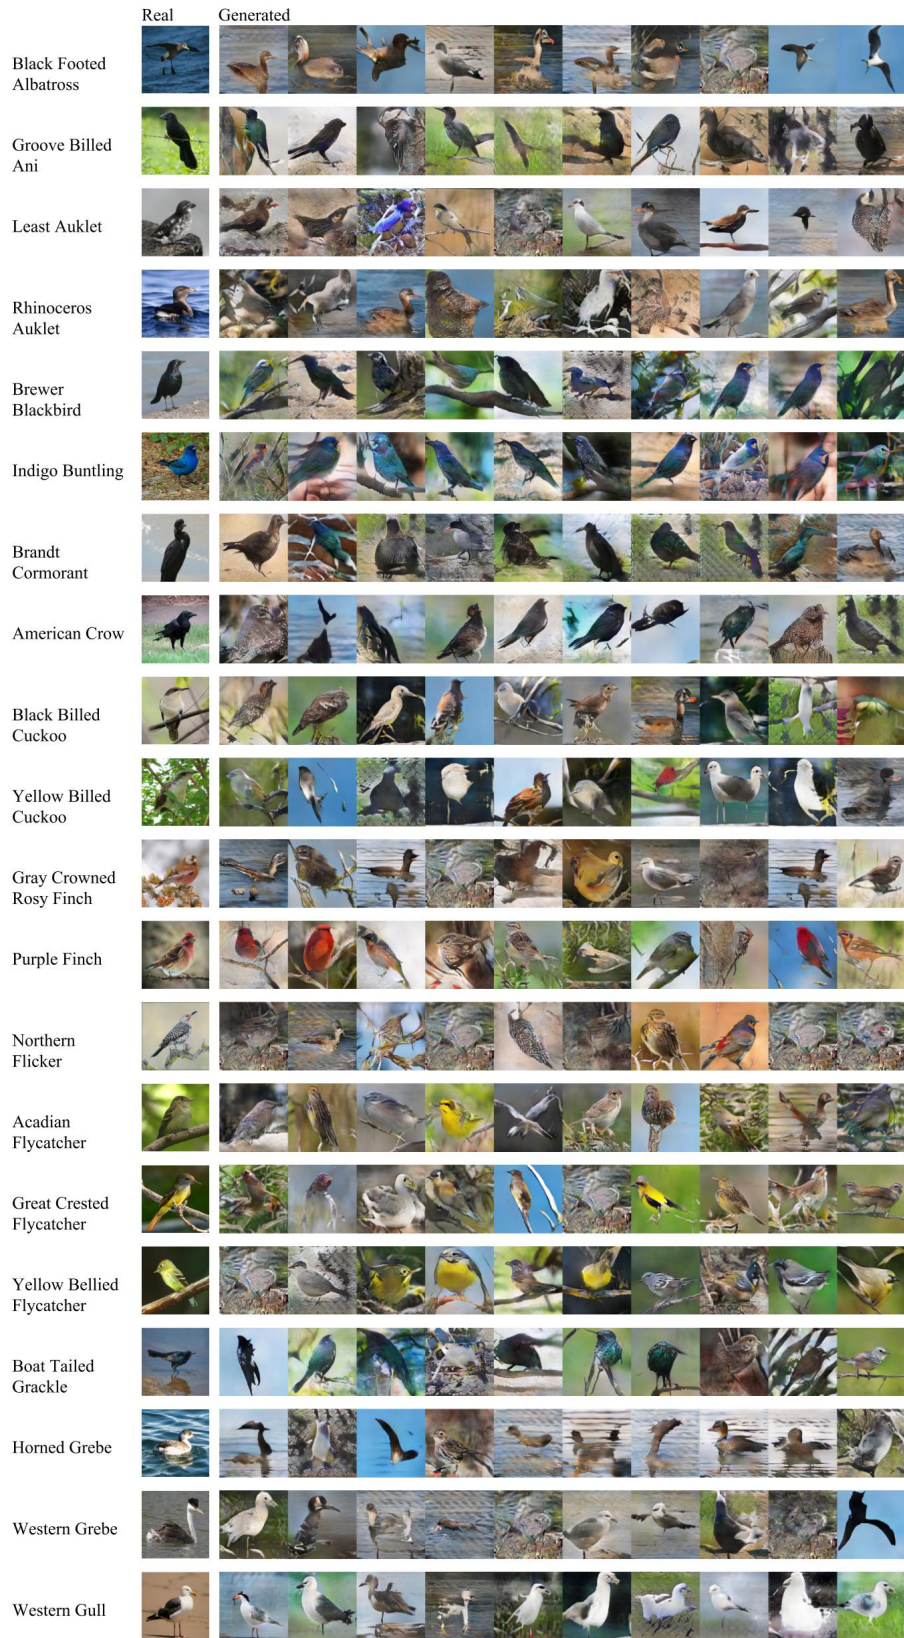 Real Generated
Black Footed
Albatross
Groove Billed
Ani
Least Auklet
Rhinoceros
Auklet
Brewer
Blackbird
Indigo Buntling
Brandt
Cormorant
American Crow
Black Billed
Cuckoo
Yellow Billed
Cuckoo
Gray Crowned
Rosy Finch
Purple Finch
Northern
Flicker
Acadian
Flycatcher
Great Crested
Flycatcher
Yellow Bellied
Flycatcher
Boat Tailed
Grackle
Horned Grebe
Western Grebe
Western Gull